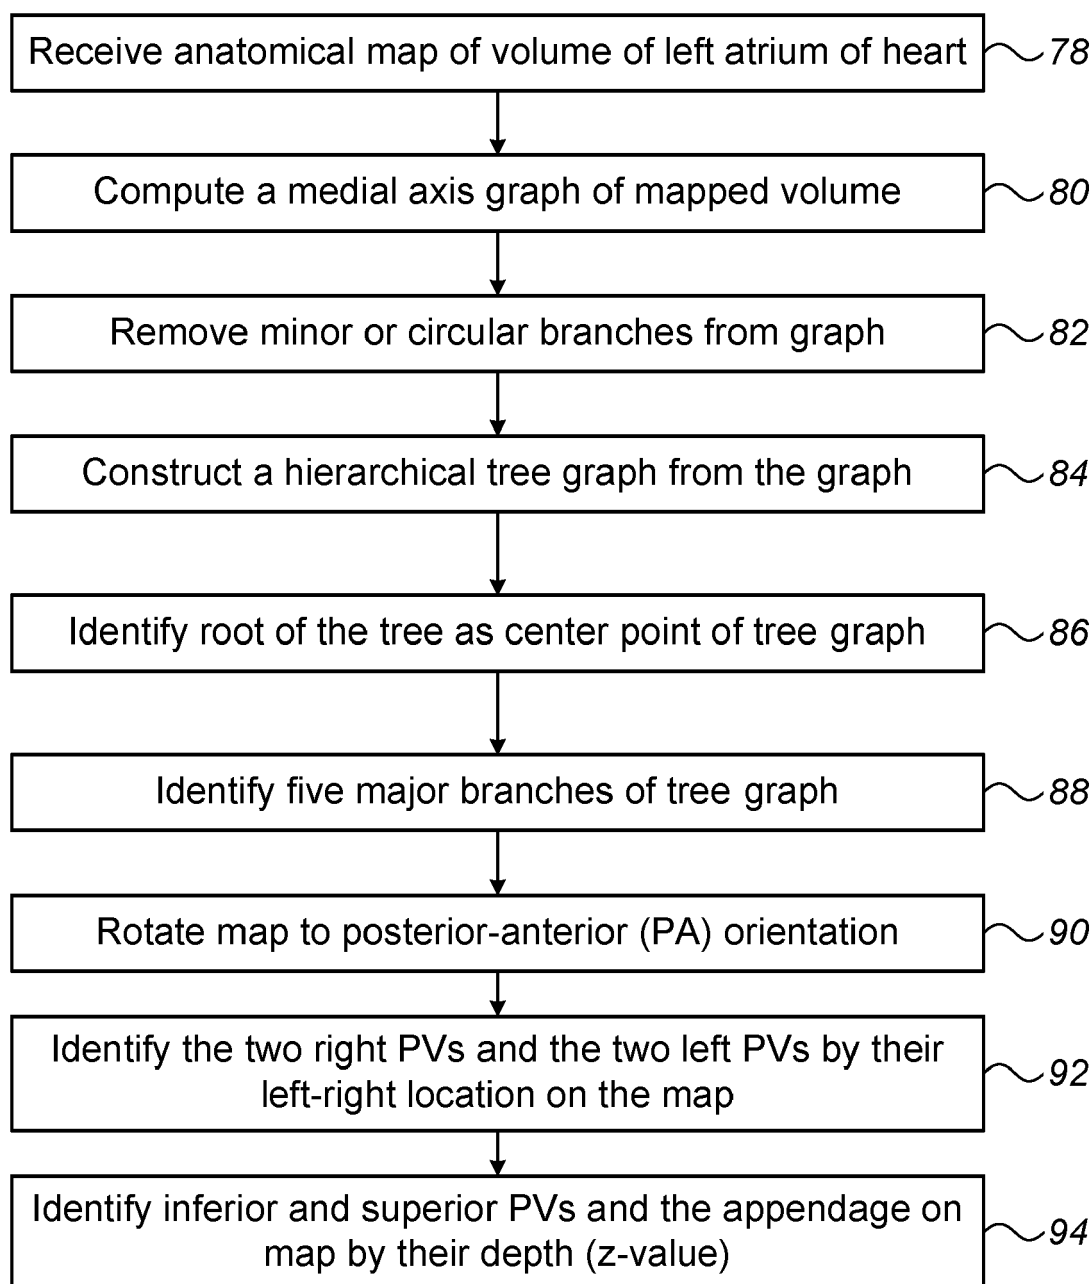 Receive anatomical map of volume of left atrium of heart 78
Compute a medial axis graph of mapped volume 80
Remove minor or circular branches from graph 82
Construct a hierarchical tree graph from the graph 84
Identify root of the tree as center point of tree graph 86
Identify five major branches of tree graph 88
Rotate map to posterior-anterior (PA) orientation 90
Identify the two right PVs and the two left PVs by their
left-right location on the map 92
Identify inferior and superior PVs and the appendage on
map by their depth (z-value) 94